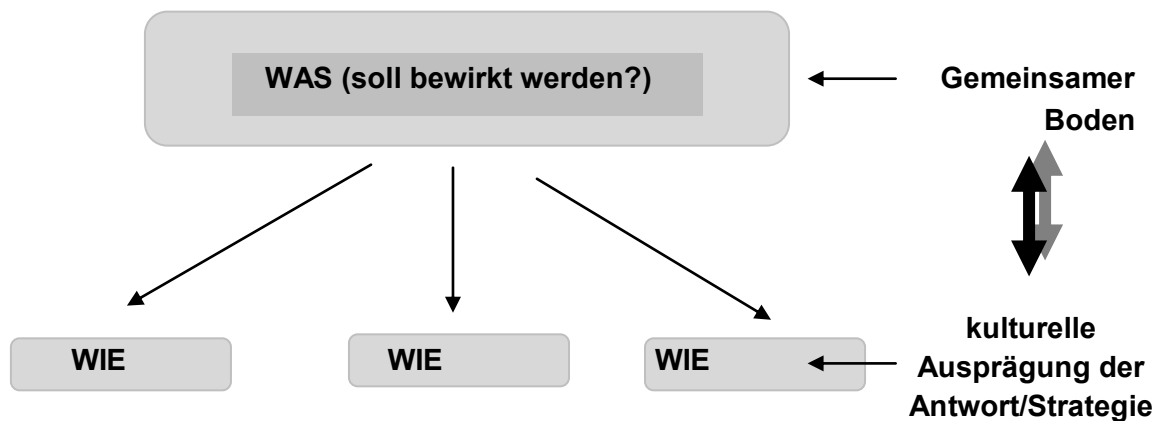 WAS (soll bewirkt werden?)
Gemeinsamer
Boden
WIE
WIE
WIE
kulturelle
Ausprägung der
Antwort/Strategie